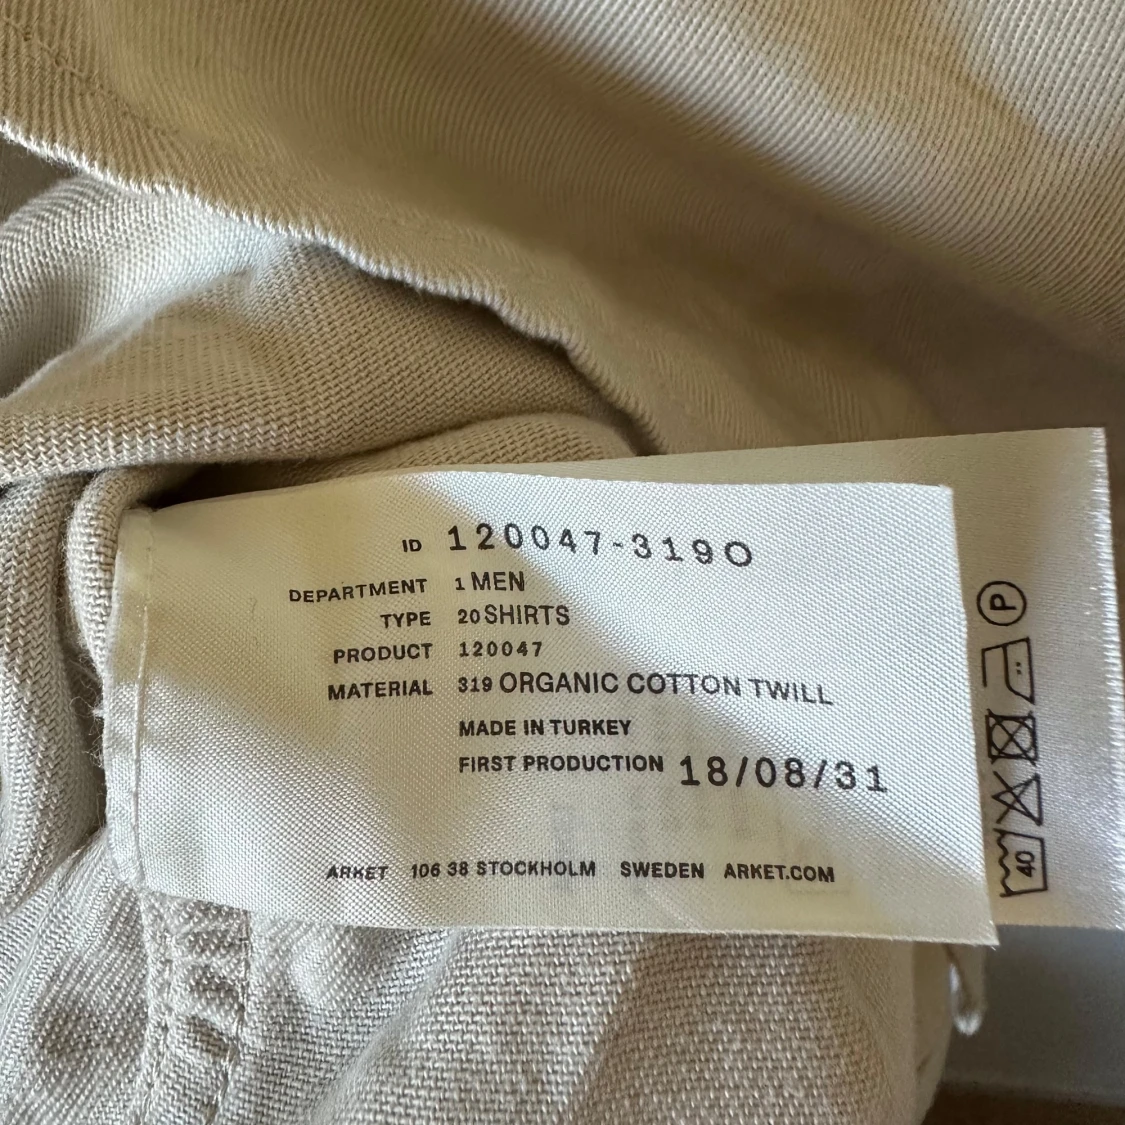 ID 120047-319O
DEPARTMENT 1 MEN
TYPE 20 SHIRTS
PRODUCT 120047
MATERIAL 319 ORGANIC COTTON TWILL
MADE IN TURKEY
FIRST PRODUCTION 18/08/31
ARKET 106 38 STOCKHOLM SWEDEN ARKET.COM
P
40